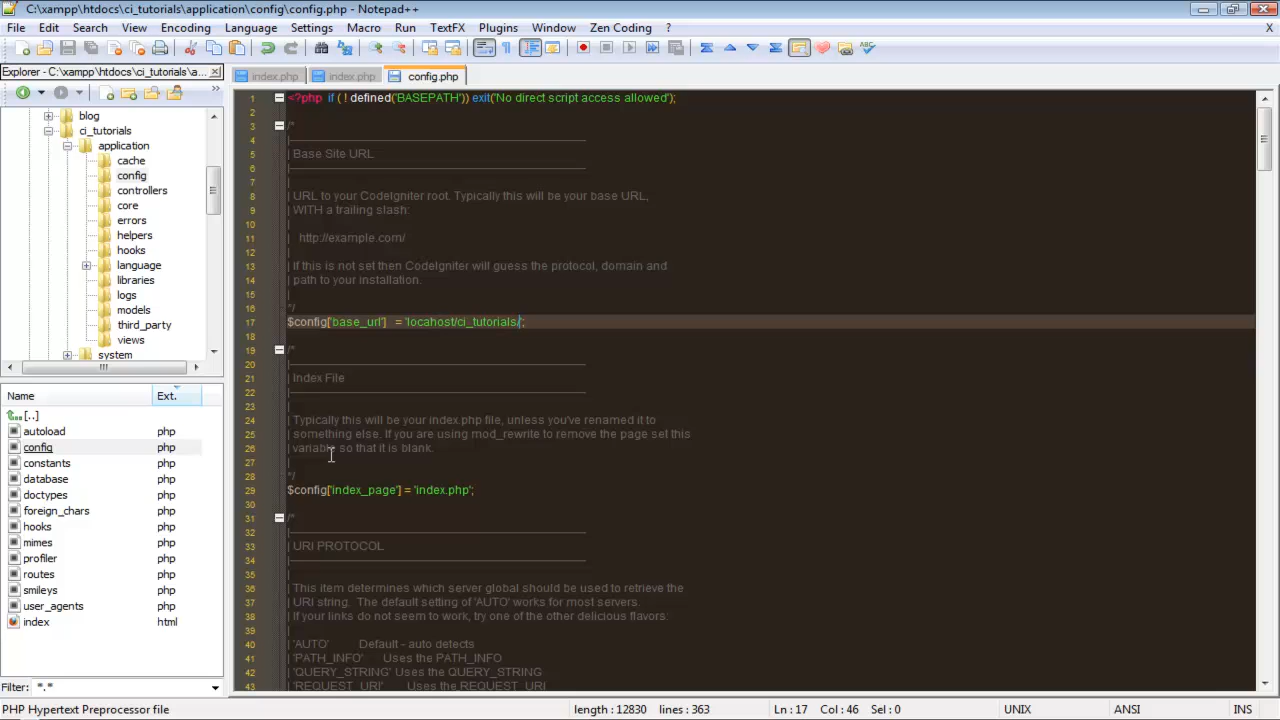 C:\xampp\htdocs\ci_tutorials\application\config\config.php - Notepad++
File Edit Search View Encoding Language Settings Macro Run TextFX Plugins Window Zen Coding ? X
Explorer - C:\xampp\htdocs\ci_tutorials\a...
index.php index.php config.php
blog
ci_tutorials
application
cache
config
controllers
core
errors
helpers
hooks
language
libraries
logs
models
third_party
views
system
Name Ext.
[..]
autoload php
config php
constants php
database php
doctypes php
foreign_chars php
hooks php
mimes php
profiler php
routes php
smileys php
user_agents php
index html
Filter: *.*
1 <?php if ( ! defined('BASEPATH')) exit('No direct script access allowed');
2
3 /*
4 |
5 | Base Site URL
6 |
7 |
8 | URL to your CodeIgniter root. Typically this will be your base URL,
9 | WITH a trailing slash:
10 |
11 | http://example.com/
12 |
13 | If this is not set then CodeIgniter will guess the protocol, domain and
14 | path to your installation.
15 |
16 */
17 $config['base_url'] = 'locahost/ci_tutorials/';
18
19 /*
20 |
21 | Index File
22 |
23 |
24 | Typically this will be your index.php file, unless you've renamed it to
25 | something else. If you are using mod_rewrite to remove the page set this
26 | variable so that it is blank.
27 |
28 */
29 $config['index_page'] = 'index.php';
30
31 /*
32 |
33 | URI PROTOCOL
34 |
35 |
36 | This item determines which server global should be used to retrieve the
37 | URI string. The default setting of 'AUTO' works for most servers.
38 | If your links do not seem to work, try one of the other delicious flavors:
39 |
40 | 'AUTO' Default - auto detects
41 | 'PATH_INFO' Uses the PATH_INFO
42 | 'QUERY_STRING' Uses the QUERY_STRING
43 | 'REQUEST_URI' Uses the REQUEST_URI
PHP Hypertext Preprocessor file length : 12830 lines : 363 Ln : 17 Col : 46 Sel : 0 UNIX ANSI INS